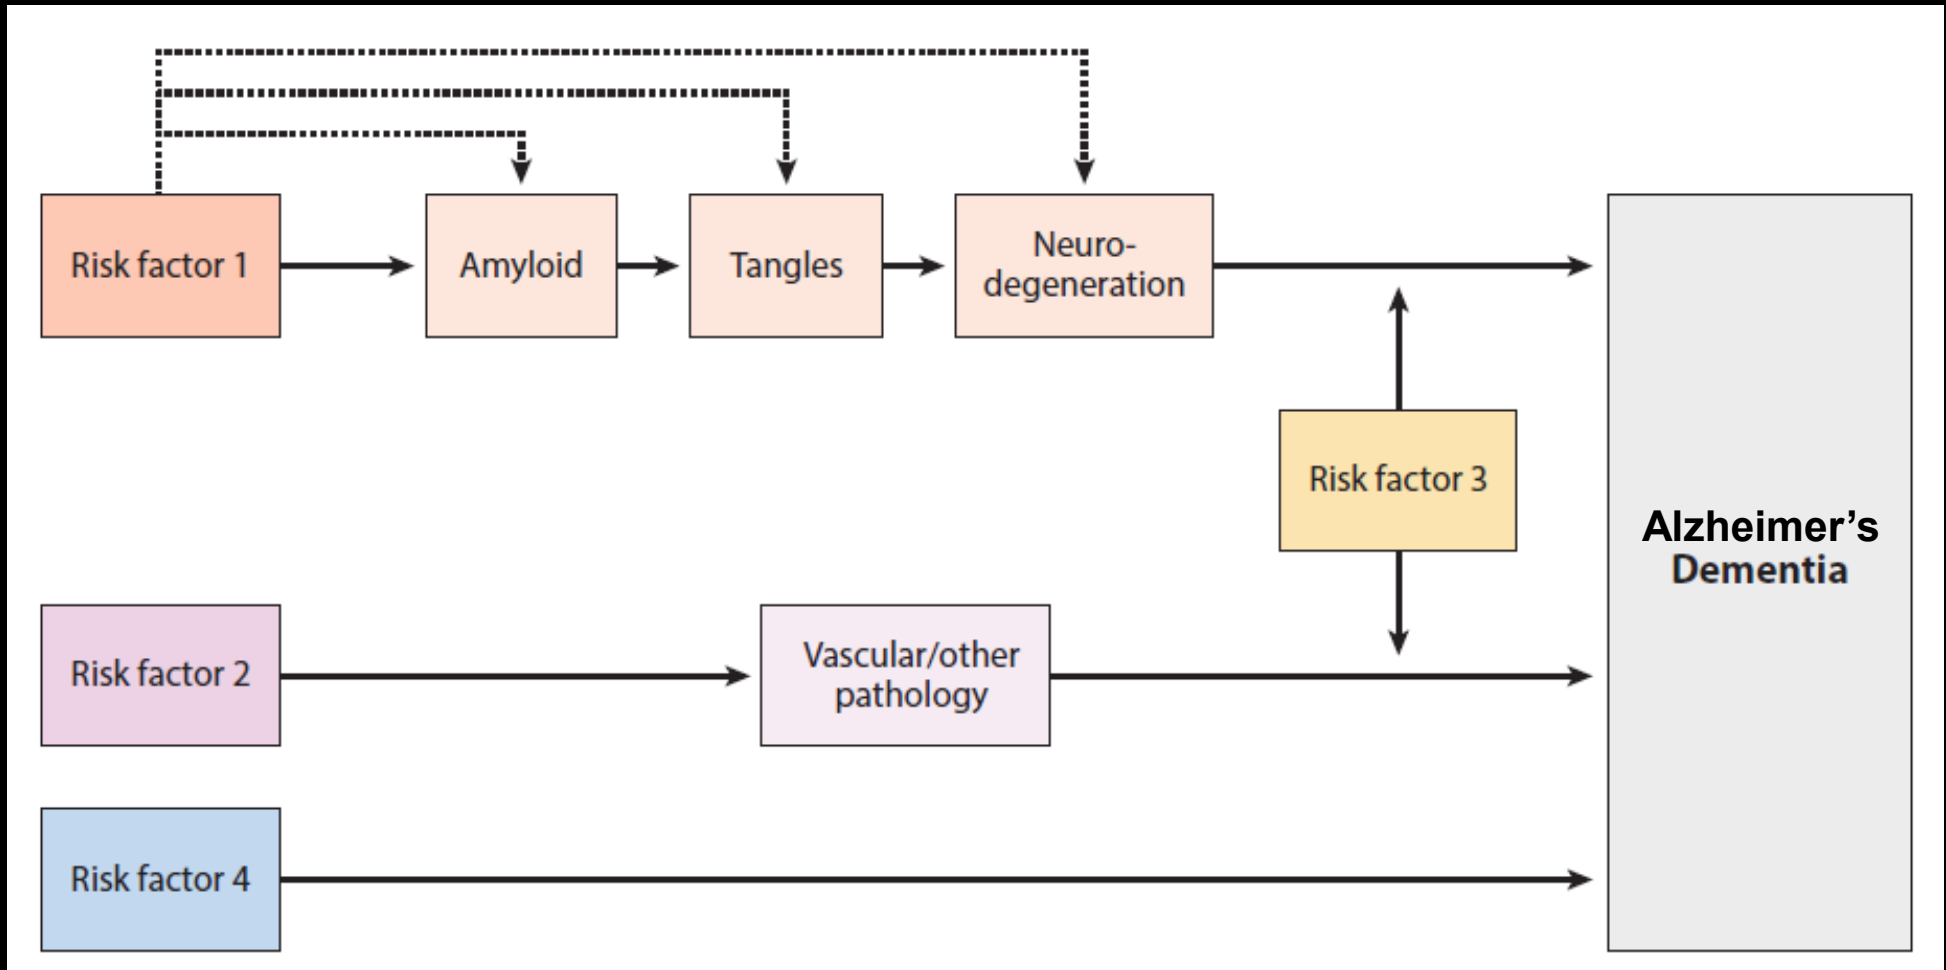 Risk factor 1
Amyloid
Tangles
Neuro-
degeneration
Risk factor 3
Alzheimer’s
Dementia
Risk factor 2
Vascular/other
pathology
Risk factor 4